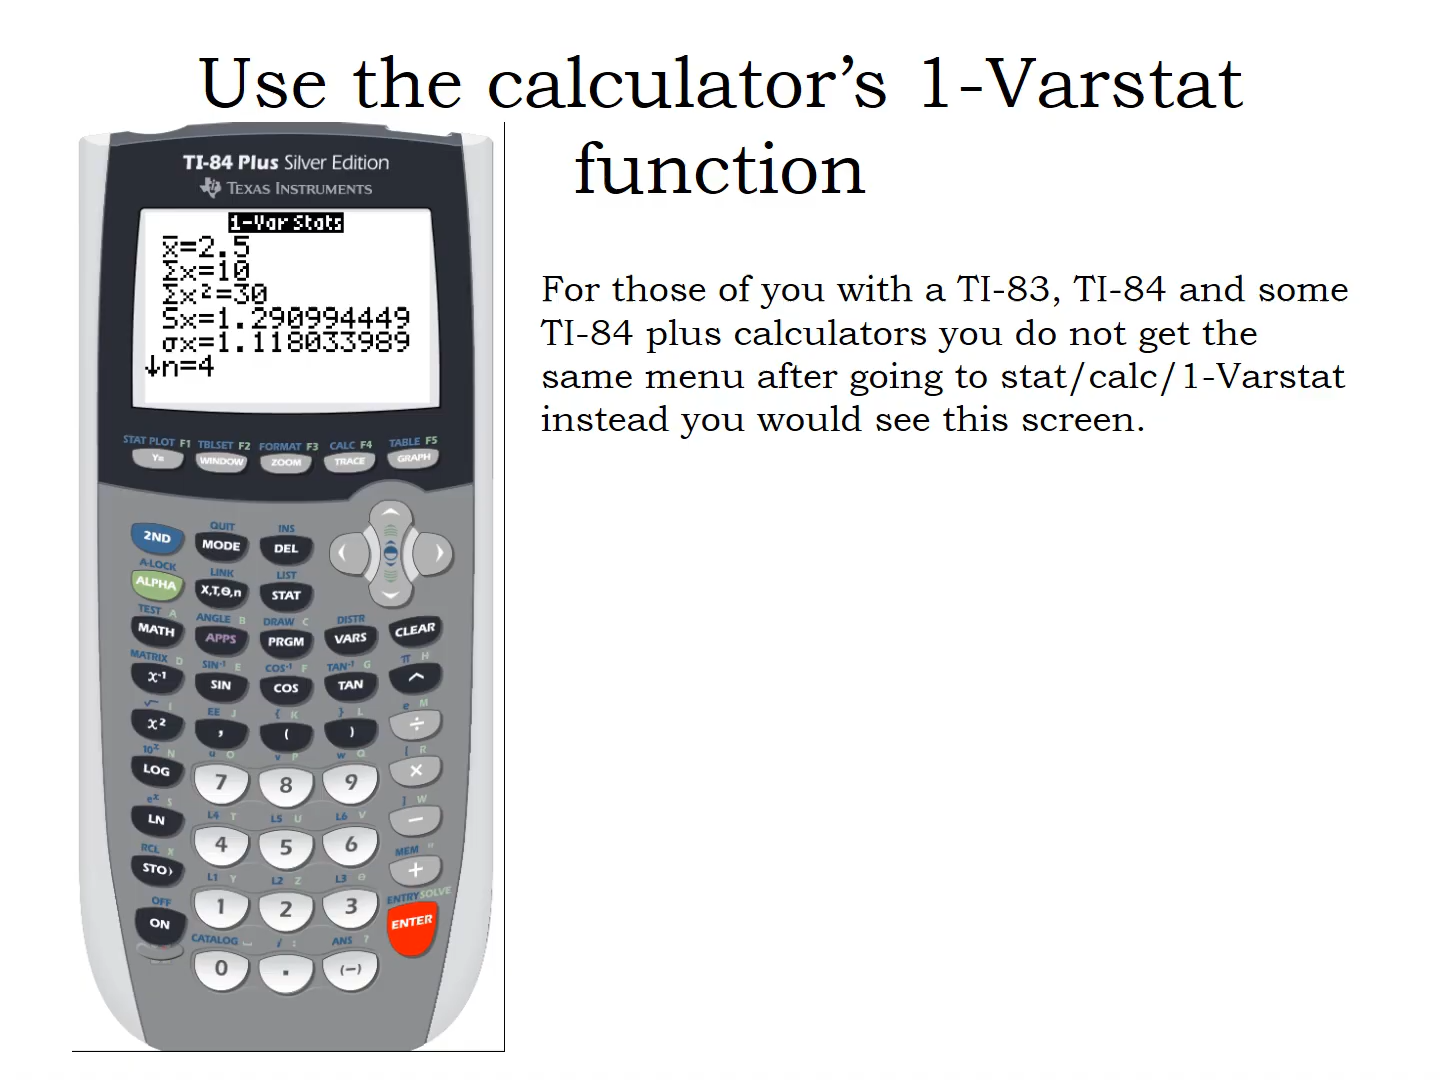 Use the calculator’s 1-Varstat
function
TI-84 Plus Silver Edition
TEXAS INSTRUMENTS
1-Var Stats
x̄=2.5
Σx=10
Σx²=30
Sx=1.290994449
σx=1.118033989
↓n=4
For those of you with a TI-83, TI-84 and some
TI-84 plus calculators you do not get the
same menu after going to stat/calc/1-Varstat
instead you would see this screen.
STAT PLOT F1 TBLSET F2 FORMAT F3 CALC F4 TABLE F5
Y= WINDOW ZOOM TRACE GRAPH
QUIT INS
2ND MODE DEL
A-LOCK LINK LIST
ALPHA X,T,Θ,n STAT
TEST A ANGLE B DRAW C DISTR
MATH APPS PRGM VARS CLEAR
MATRIX D SIN⁻¹ E COS⁻¹ F TAN⁻¹ G π H
x⁻¹ SIN COS TAN ^
√ I EE J { K } L e M
x² , ( ) ÷
10ˣ N u O v P w Q [ R
LOG 7 8 9 ×
eˣ S L4 T L5 U L6 V ] W
LN 4 5 6 −
RCL X L1 Y L2 Z L3 Θ MEM "
STO› 1 2 3 +
OFF CATALOG ⎵ i : ANS ? ENTRY SOLVE
ON 0 . (−) ENTER